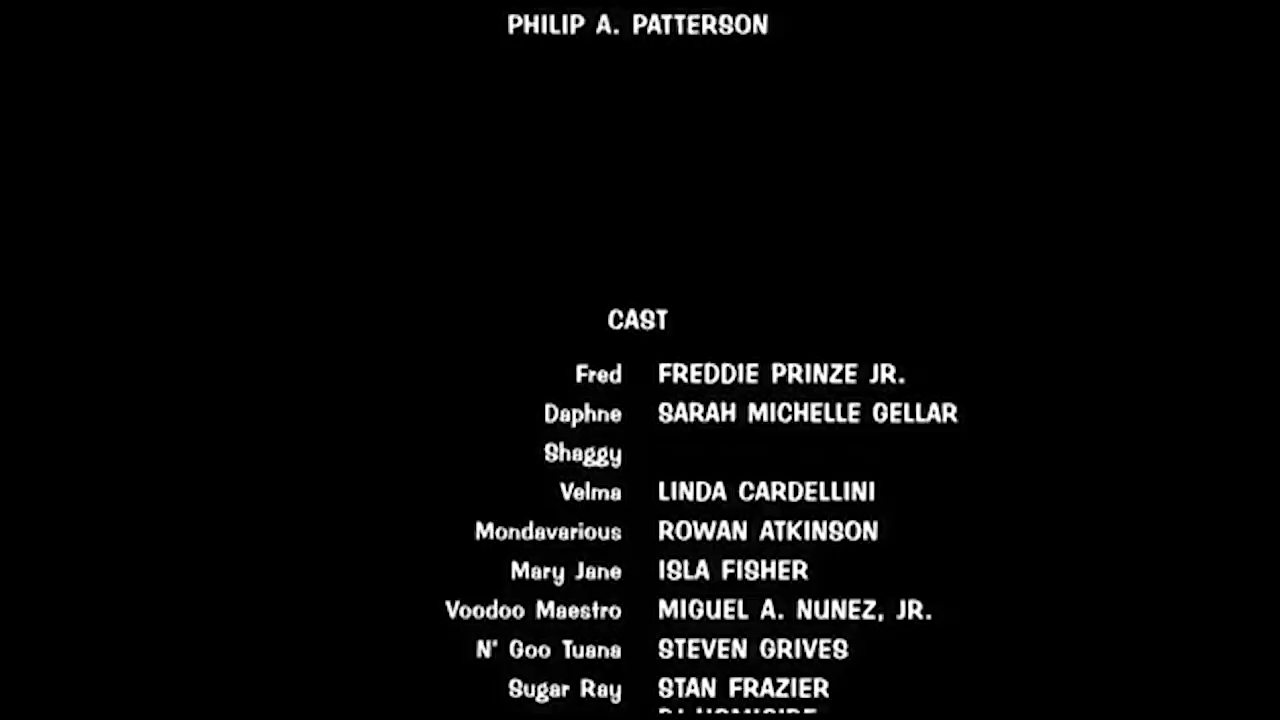 PHILIP A. PATTERSON
CAST
Fred FREDDIE PRINZE JR.
Daphne SARAH MICHELLE GELLAR
Shaggy
Velma LINDA CARDELLINI
Mondavarious ROWAN ATKINSON
Mary Jane ISLA FISHER
Voodoo Maestro MIGUEL A. NUNEZ, JR.
N' Goo Tuana STEVEN GRIVES
Sugar Ray STAN FRAZIER